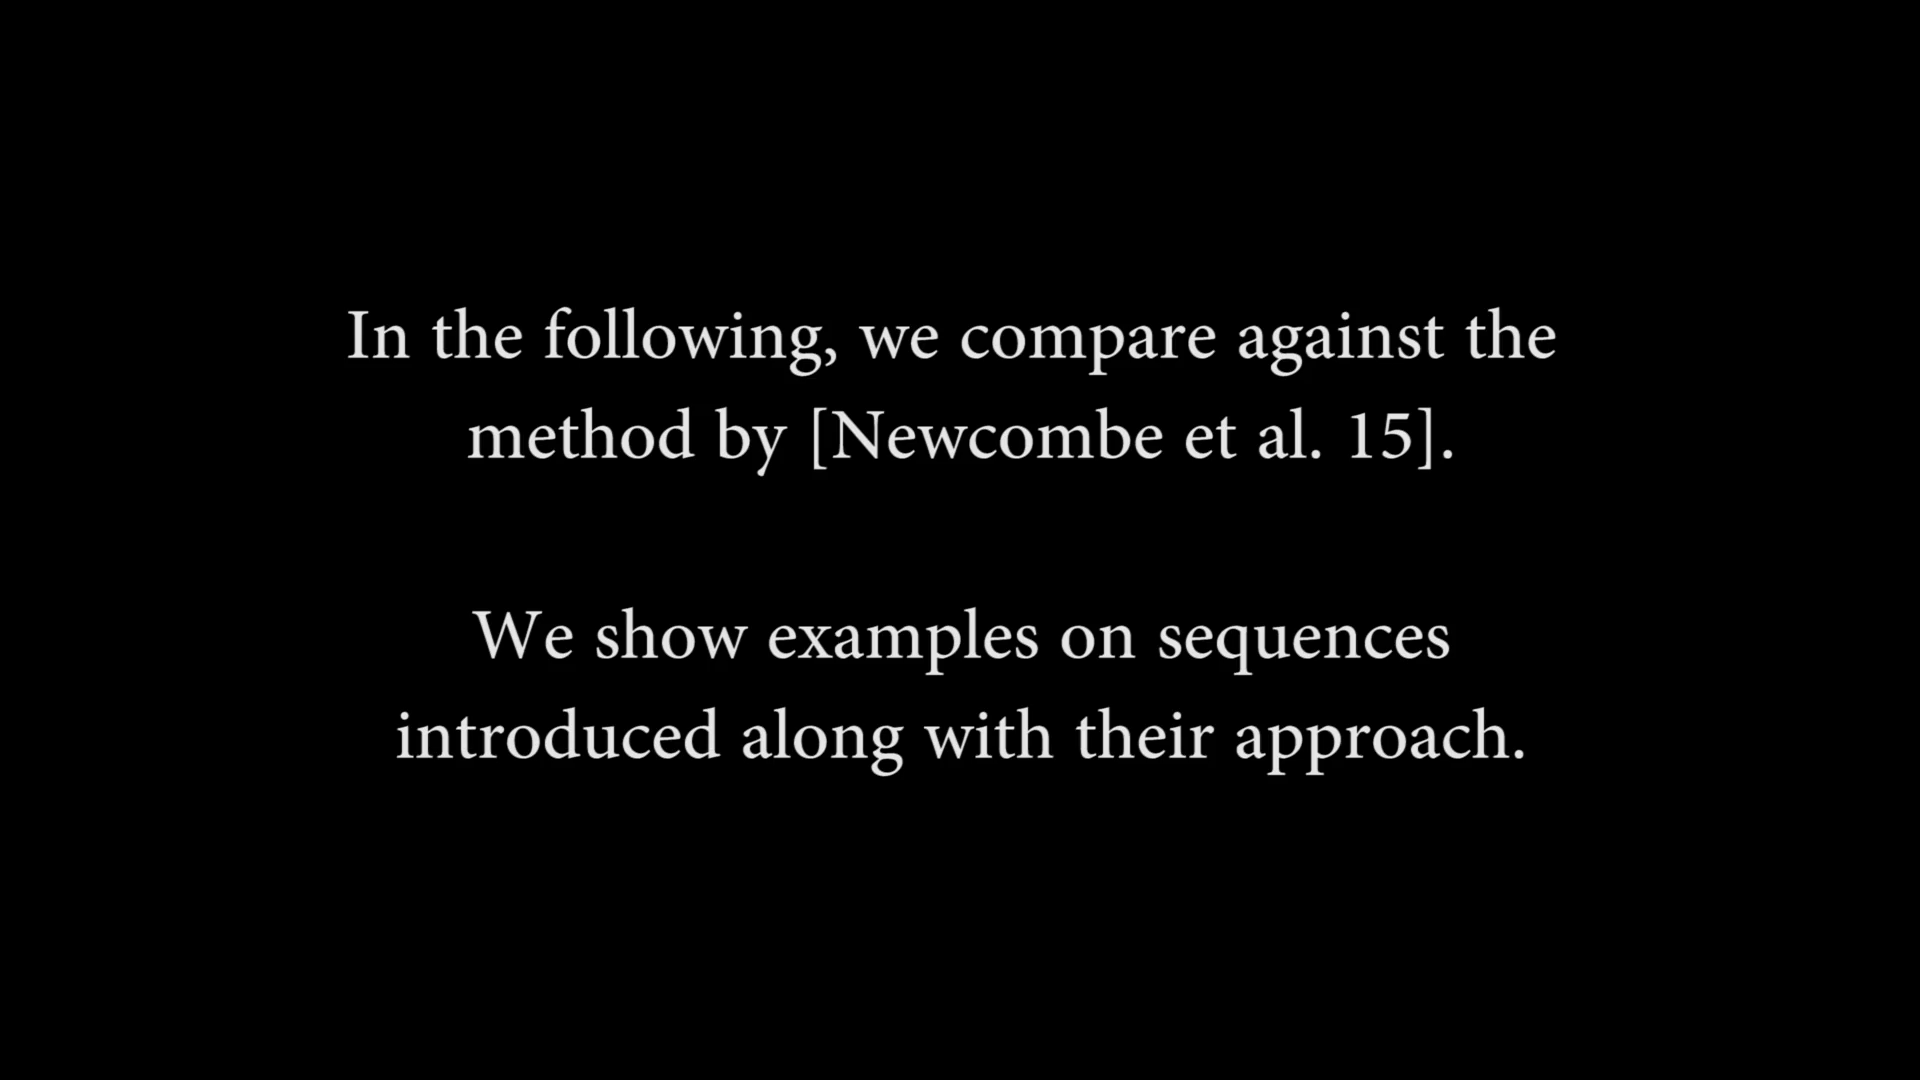 In the following, we compare against the
method by [Newcombe et al. 15].
We show examples on sequences
introduced along with their approach.